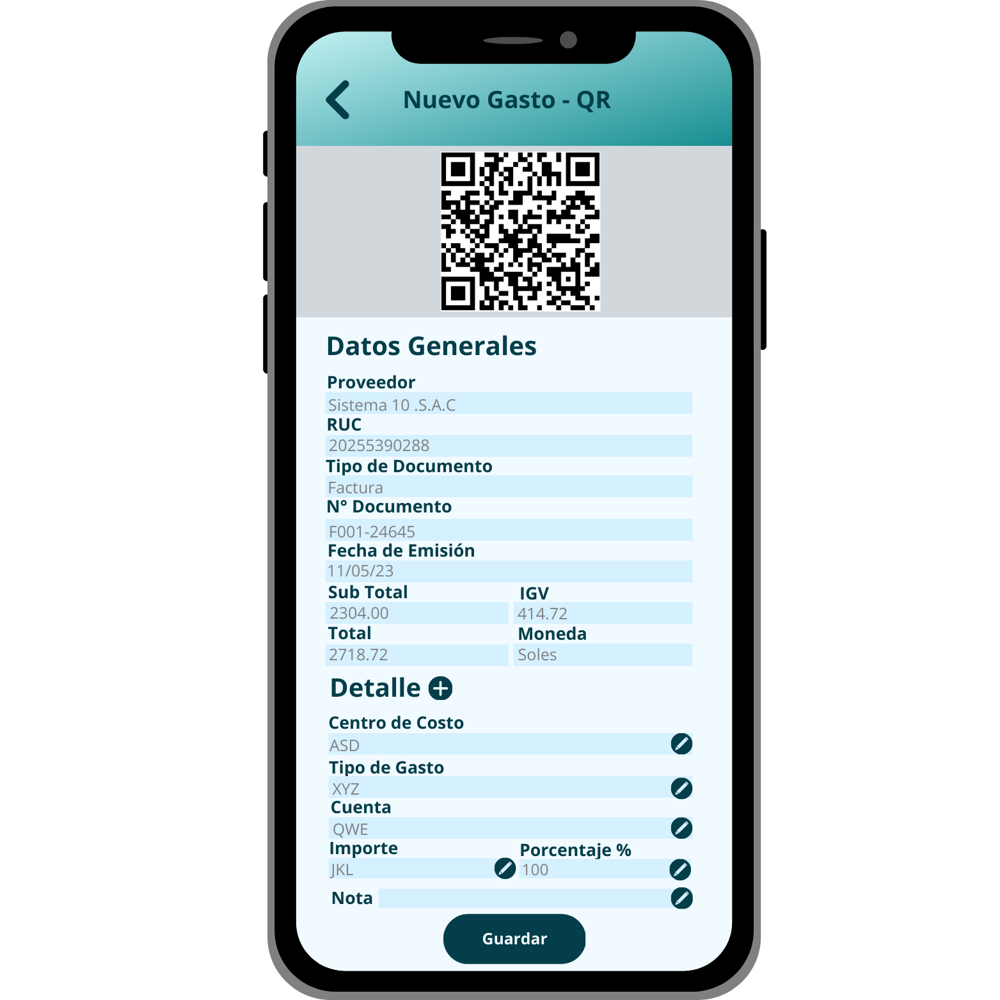 Nuevo Gasto - QR
Datos Generales
Proveedor
Sistema 10 .S.A.C
RUC
20255390288
Tipo de Documento
Factura
N° Documento
F001-24645
Fecha de Emisión
11/05/23
Sub Total IGV
2304.00 414.72
Total Moneda
2718.72 Soles
Detalle
Centro de Costo
ASD
Tipo de Gasto
XYZ
Cuenta
QWE
Importe Porcentaje %
JKL 100
Nota
Guardar